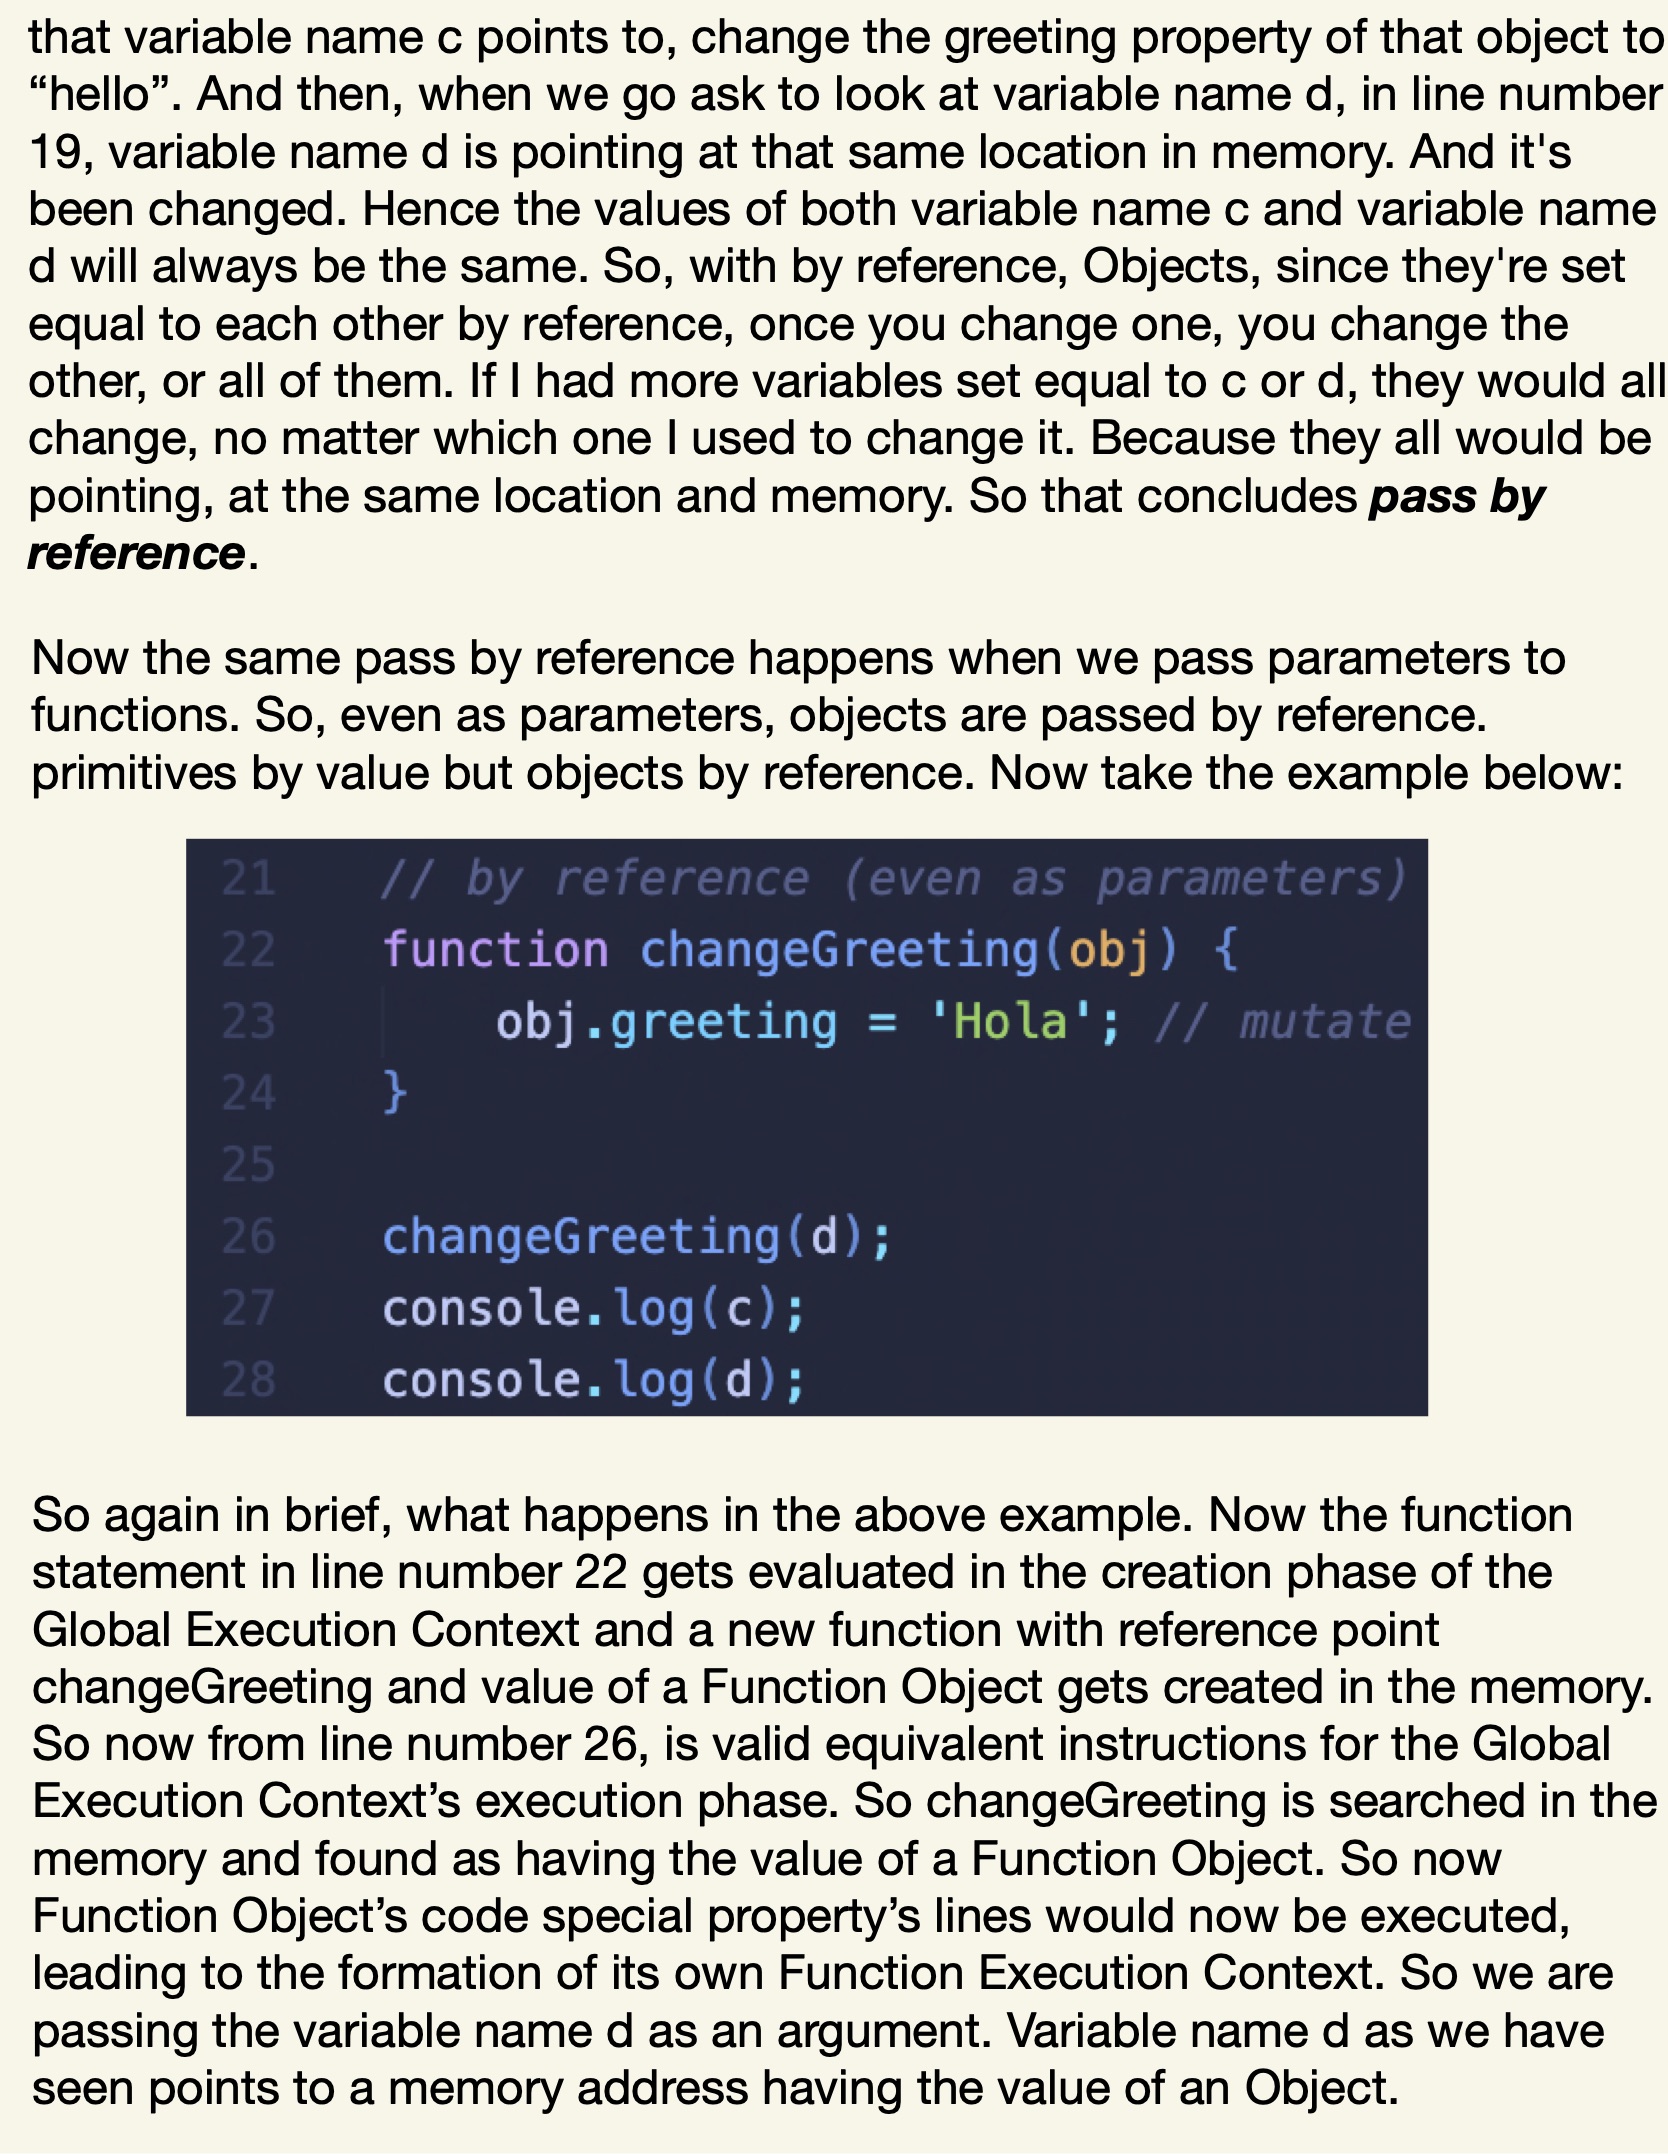 that variable name c points to, change the greeting property of that object to
“hello”. And then, when we go ask to look at variable name d, in line number
19, variable name d is pointing at that same location in memory. And it's
been changed. Hence the values of both variable name c and variable name
d will always be the same. So, with by reference, Objects, since they're set
equal to each other by reference, once you change one, you change the
other, or all of them. If I had more variables set equal to c or d, they would all
change, no matter which one I used to change it. Because they all would be
pointing, at the same location and memory. So that concludes pass by
reference.
Now the same pass by reference happens when we pass parameters to
functions. So, even as parameters, objects are passed by reference.
primitives by value but objects by reference. Now take the example below:
21 // by reference (even as parameters)
22 function changeGreeting(obj) {
23 obj.greeting = 'Hola'; // mutate
24 }
25
26 changeGreeting(d);
27 console.log(c);
28 console.log(d);
So again in brief, what happens in the above example. Now the function
statement in line number 22 gets evaluated in the creation phase of the
Global Execution Context and a new function with reference point
changeGreeting and value of a Function Object gets created in the memory.
So now from line number 26, is valid equivalent instructions for the Global
Execution Context’s execution phase. So changeGreeting is searched in the
memory and found as having the value of a Function Object. So now
Function Object’s code special property’s lines would now be executed,
leading to the formation of its own Function Execution Context. So we are
passing the variable name d as an argument. Variable name d as we have
seen points to a memory address having the value of an Object.